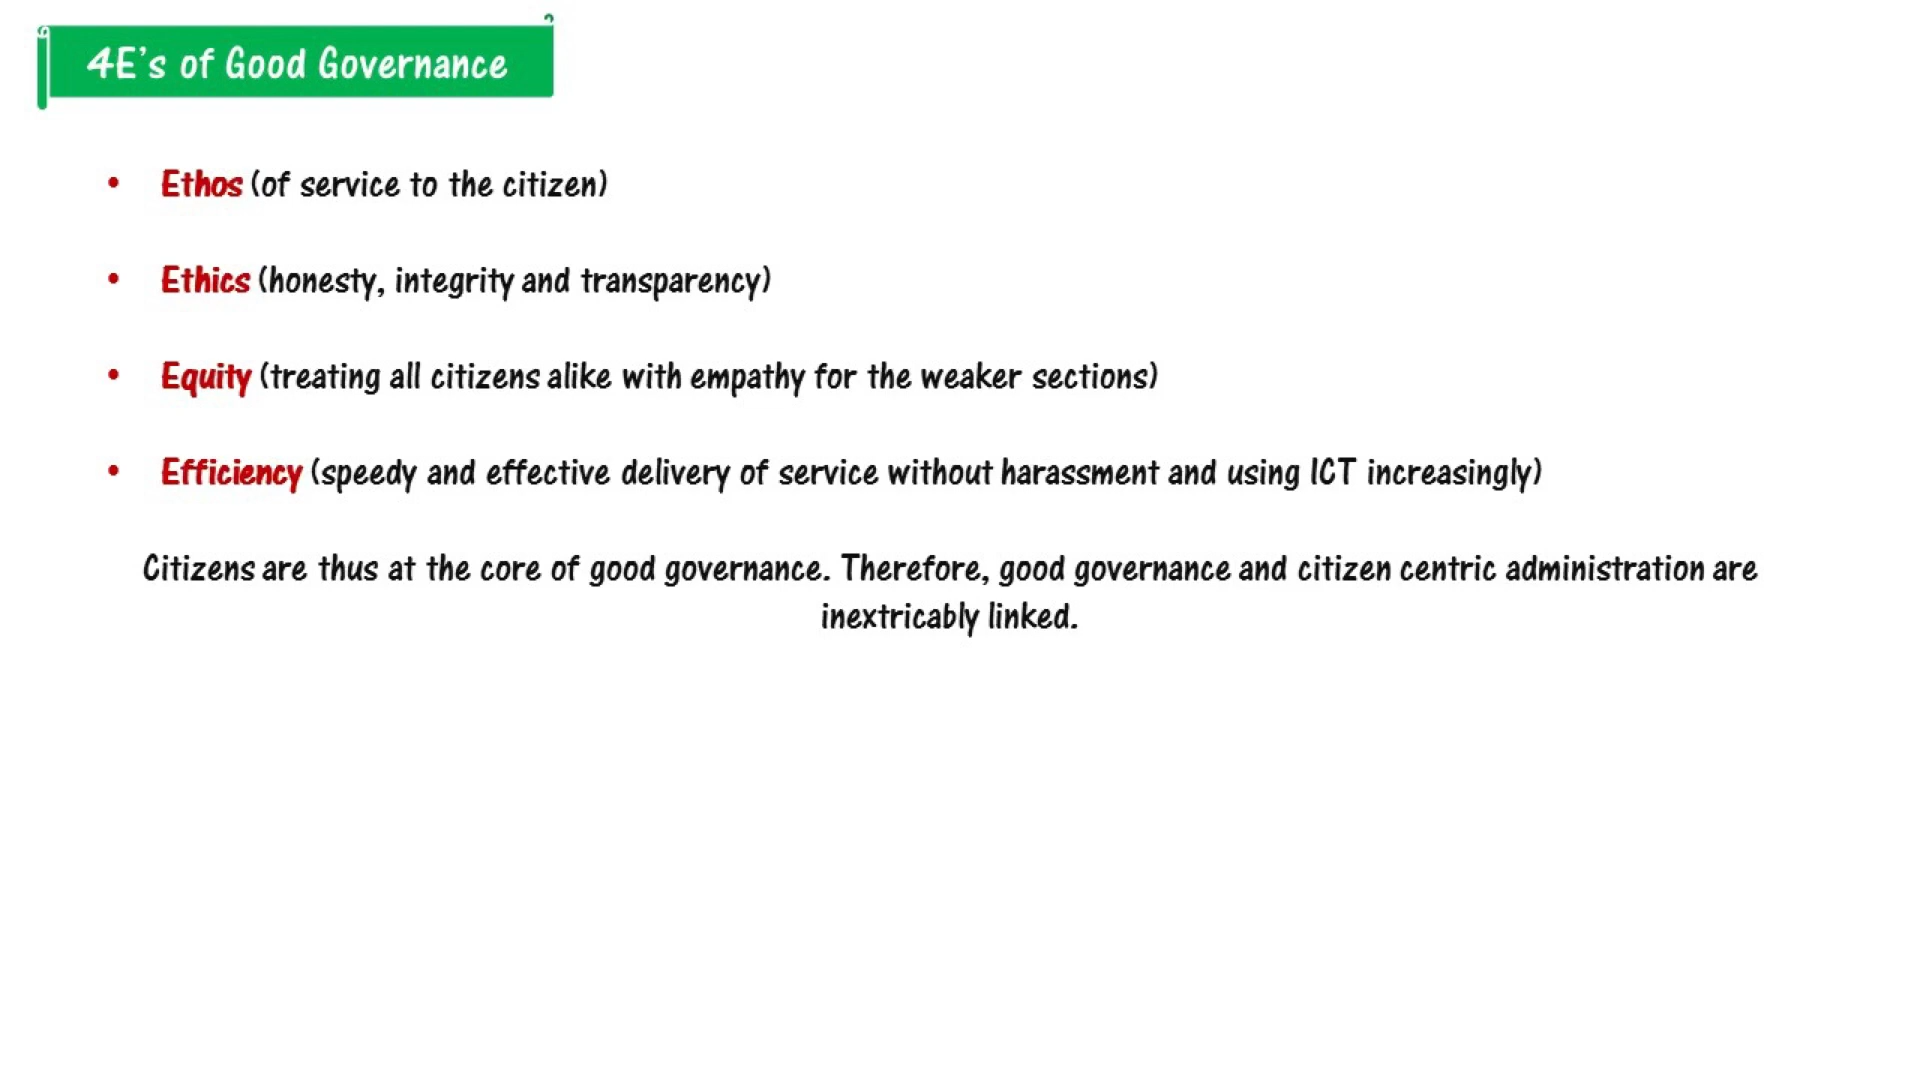 4E's of Good Governance
• Ethos (of service to the citizen)
• Ethics (honesty, integrity and transparency)
• Equity (treating all citizens alike with empathy for the weaker sections)
• Efficiency (speedy and effective delivery of service without harassment and using ICT increasingly)
Citizens are thus at the core of good governance. Therefore, good governance and citizen centric administration are
inextricably linked.